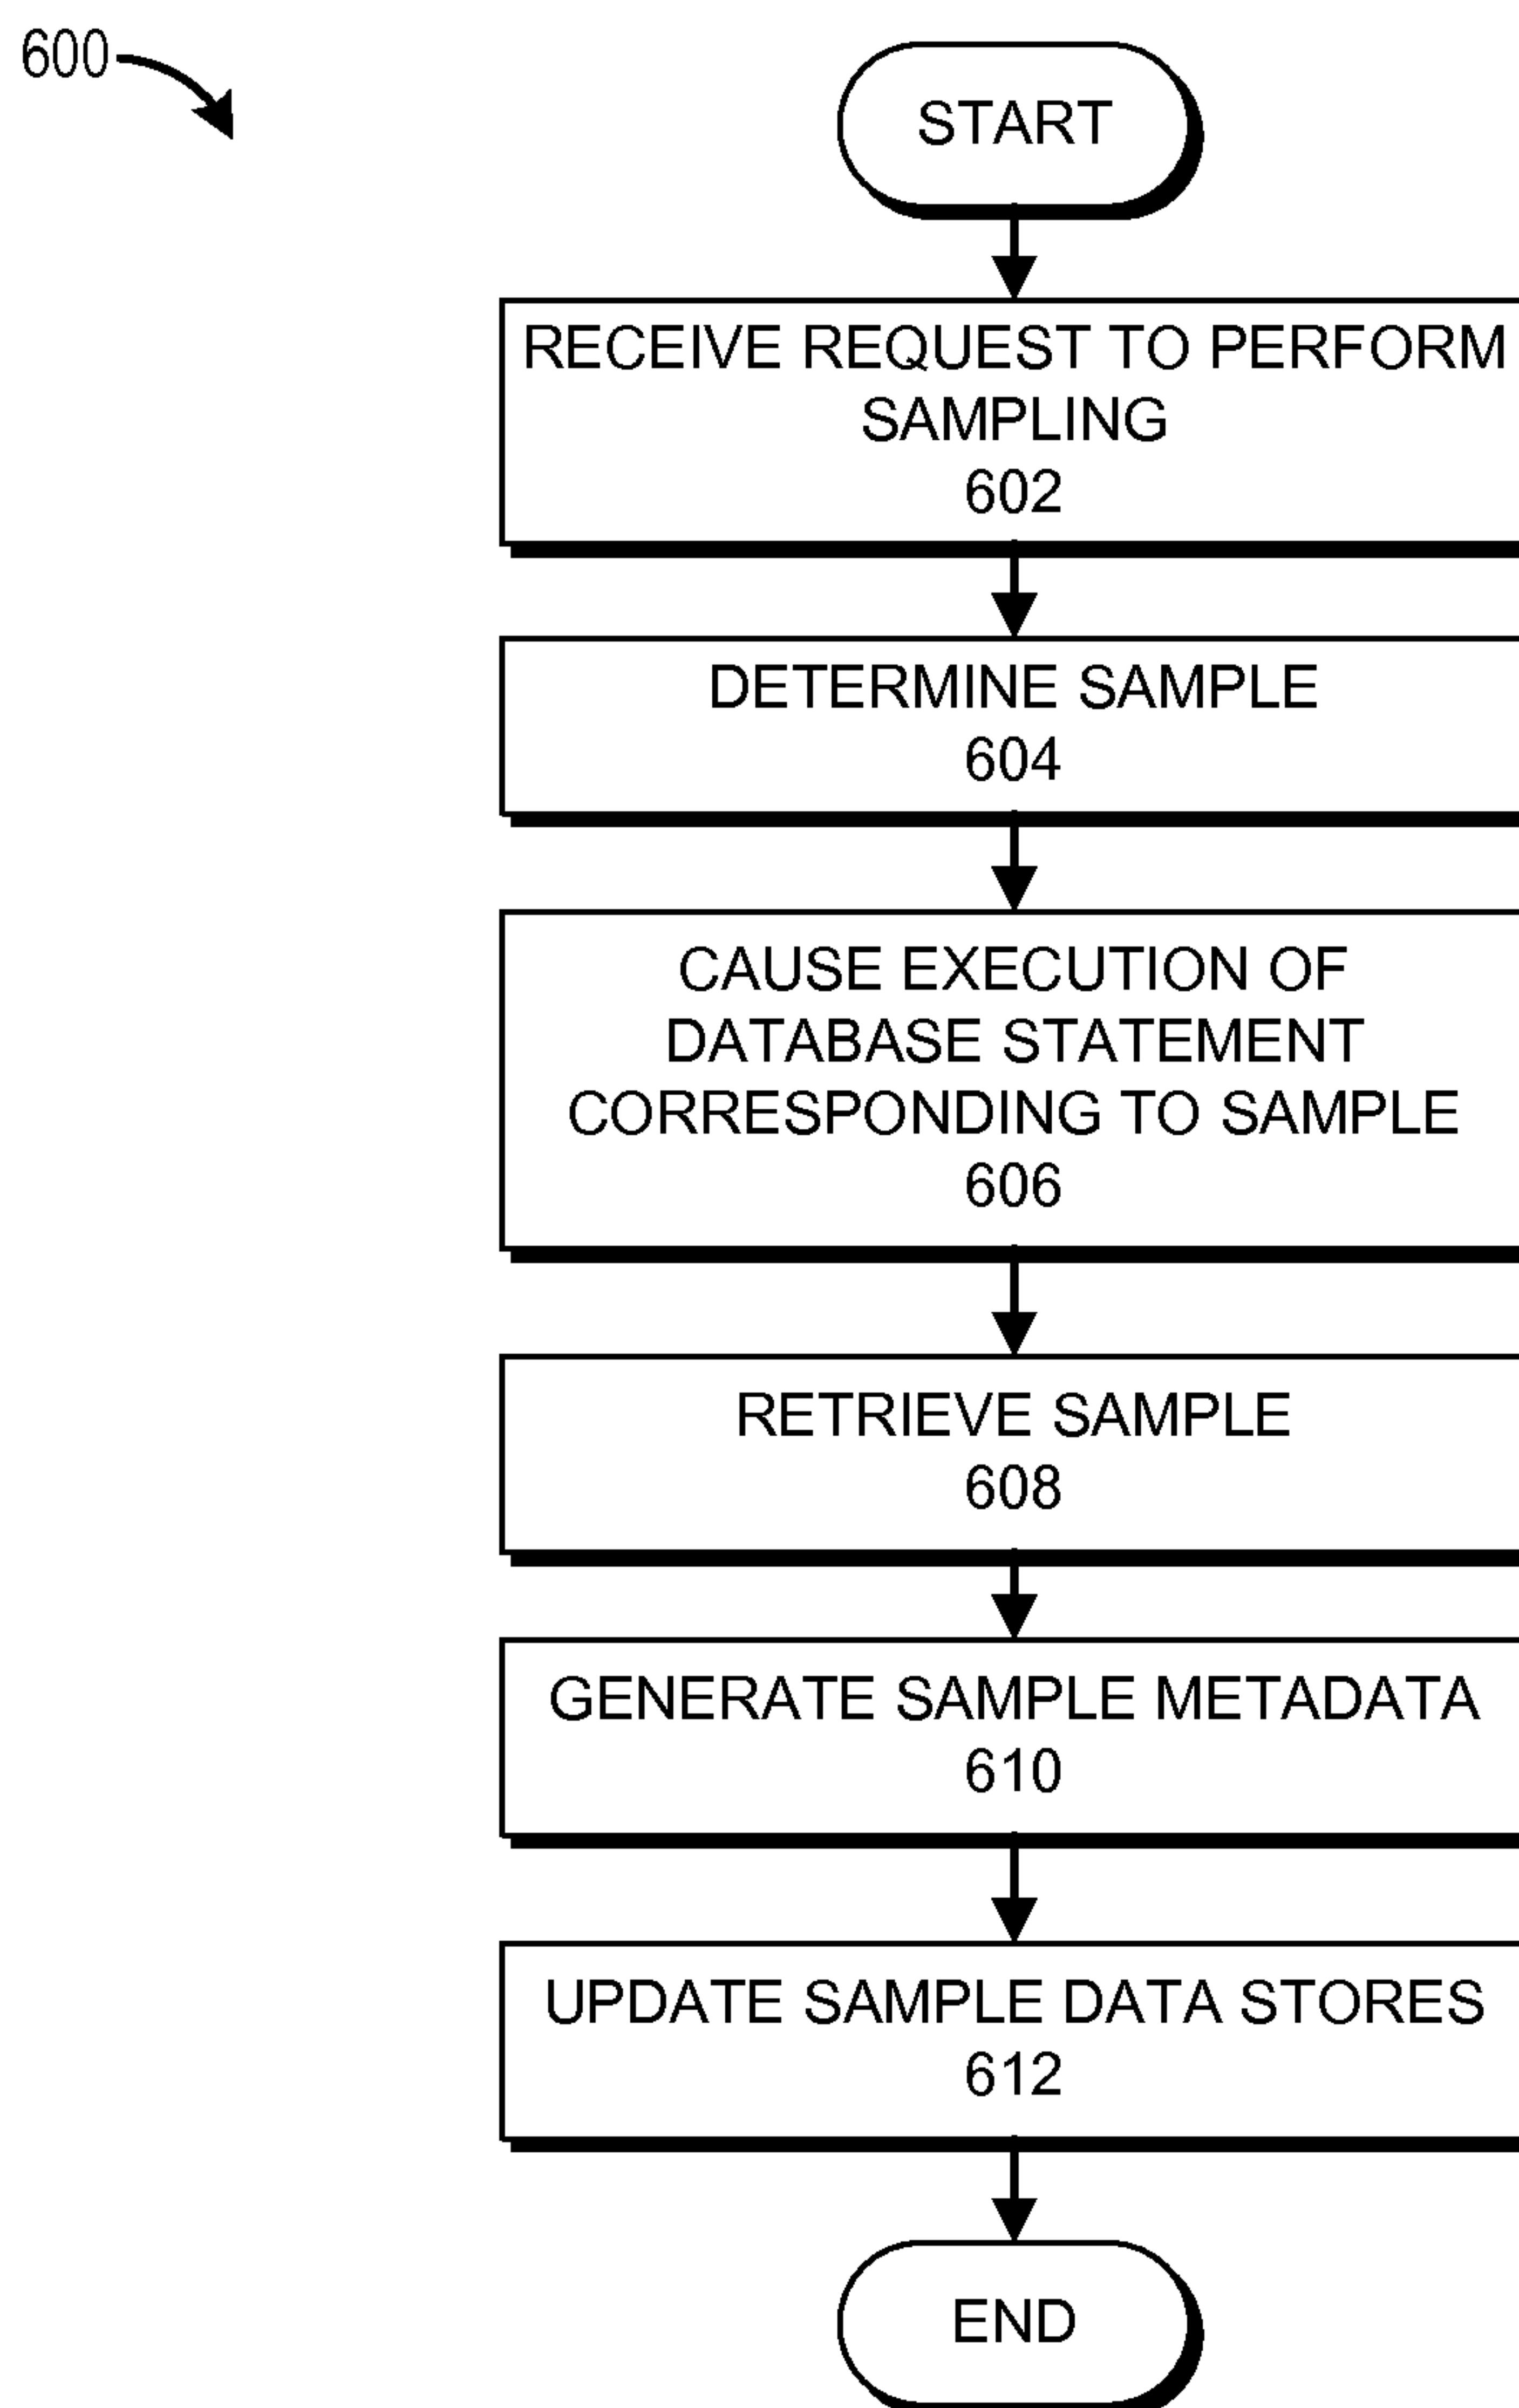 600
START
RECEIVE REQUEST TO PERFORM
SAMPLING
602
DETERMINE SAMPLE
604
CAUSE EXECUTION OF
DATABASE STATEMENT
CORRESPONDING TO SAMPLE
606
RETRIEVE SAMPLE
608
GENERATE SAMPLE METADATA
610
UPDATE SAMPLE DATA STORES
612
END